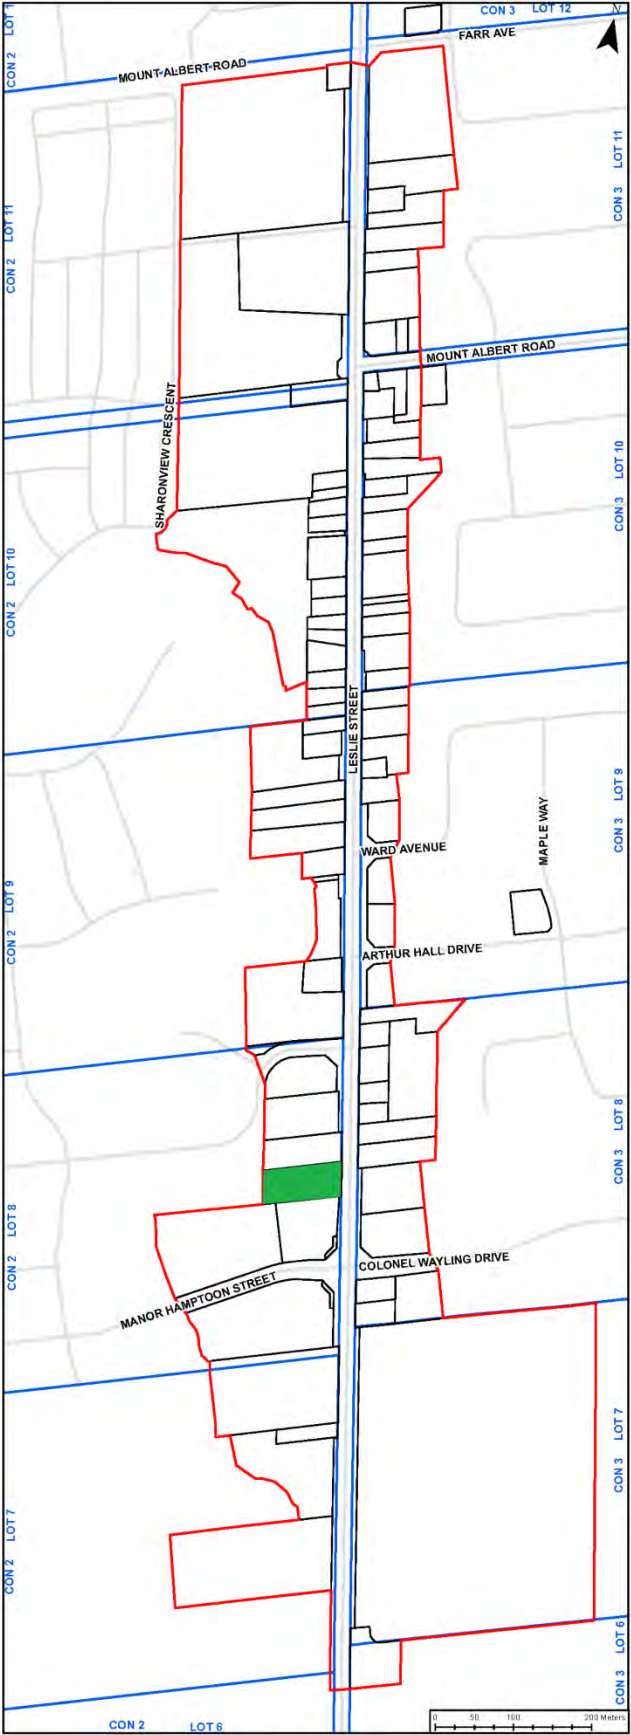 LOT 1
CON 3 LOT 12
N
FARR AVE
CON 2
MOUNT ALBERT ROAD
LOT 11
CON 3
LOT 11
CON 2
MOUNT ALBERT ROAD
SHARONVIEW CRESCENT
LOT 10
CON 3
LOT 10
CON 2
LESLIE STREET
LOT 9
CON 3
MAPLE WAY
WARD AVENUE
LOT 9
CON 2
ARTHUR HALL DRIVE
LOT 8
CON 3
LOT 8
CON 2
COLONEL WAYLING DRIVE
MANOR HAMPTOON STREET
LOT 7
CON 3
LOT 7
CON 2
LOT 6
CON 3
CON 2 LOT 6
0 50 100 200 Meters